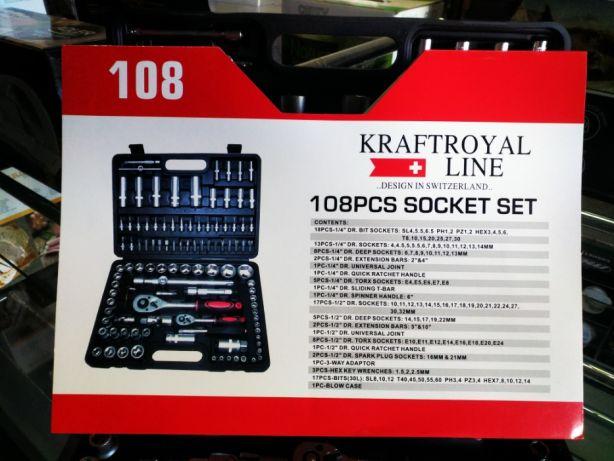 108
KRAFTROYAL
LINE
..DESIGN IN SWITZERLAND..
108PCS SOCKET SET
CONTENTS:
18PCS-1/4" DR. BIT SOCKETS: SL4,5.5,6.5 PH1,2 PZ1,2 HEX3,4,5,6,
T8,10,15,20,25,27,30
13PCS-1/4" DR. SOCKETS: 4,4.5,5,5.5,6,7,8,9,10,11,12,13,14MM
8PCS-1/4" DR. DEEP SOCKETS: 6,7,8,9,10,11,12,13MM
2PCS-1/4" DR. EXTENSION BARS: 2"&4"
1PC-1/4" DR. UNIVERSAL JOINT
1PC-1/4" DR. QUICK RATCHET HANDLE
5PCS-1/4" DR. TORX SOCKETS: E4,E5,E6,E7,E8
1PC-1/4" DR. SLIDING T-BAR
1PC-1/4" DR. SPINNER HANDLE: 6"
17PCS-1/2" DR. SOCKETS: 10,11,12,13,14,15,16,17,18,19,20,21,22,24,27,
30,32MM
5PCS-1/2" DR. DEEP SOCKETS: 14,15,17,19,22MM
2PCS-1/2" DR. EXTENSION BARS: 5"&10"
1PC-1/2" DR. UNIVERSAL JOINT
8PCS-1/2" DR. TORX SOCKETS: E10,E11,E12,E14,E16,E18,E20,E24
1PC-1/2" DR. QUICK RATCHET HANDLE
2PCS-1/2" DR. SPARK PLUG SOCKETS: 16MM & 21MM
1PC-3-WAY ADAPTOR
3PCS-HEX KEY WRENCHES: 1.5,2,2.5MM
17PCS-BITS(30L): SL8,10,12 T40,45,50,55,60 PH3,4 PZ3,4 HEX7,8,10,12,14
1PC-BLOW CASE